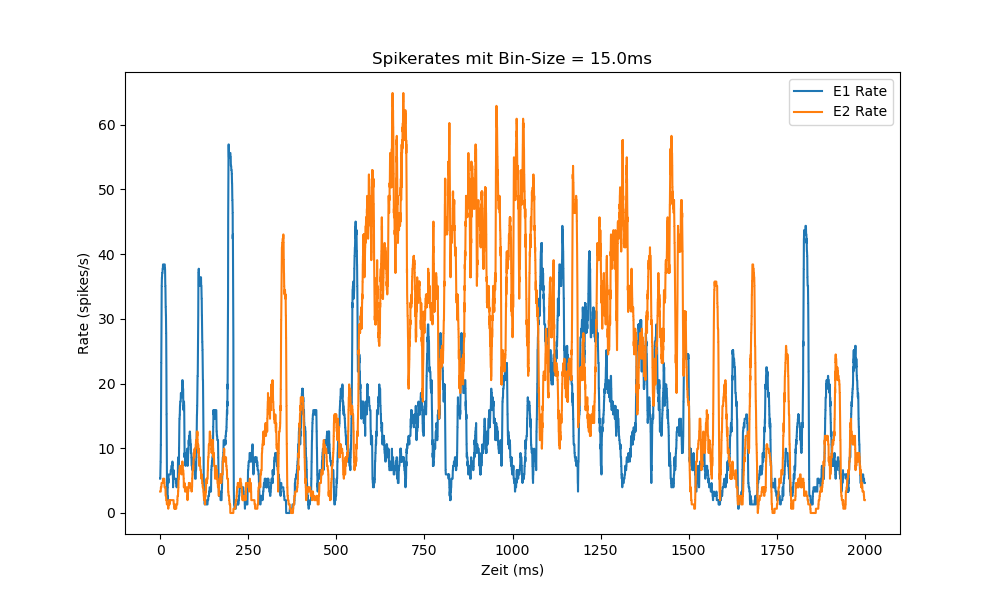 Spikerates mit Bin-Size = 15.0ms
E1 Rate
E2 Rate
Rate (spikes/s)
60
50
40
30
20
10
0
0 250 500 750 1000 1250 1500 1750 2000
Zeit (ms)